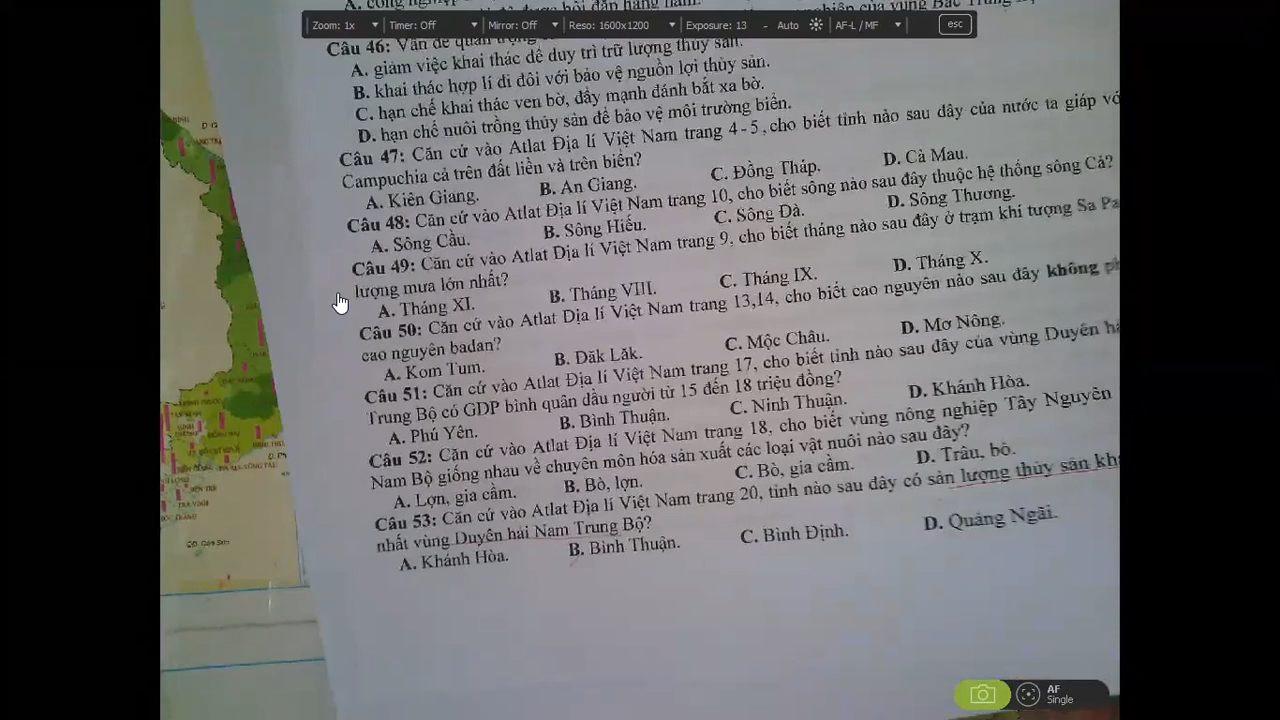 A. công nghiệp
hàng năm.
Zoom: 1x Timer: Off Mirror: Off Reso: 1600x1200 Exposure: 13 - Auto AF-L / MF esc
Câu 46: Vấn đề quan trọng
A. giảm việc khai thác để duy trì trữ lượng thủy sản.
B. khai thác hợp lí đi đôi với bảo vệ nguồn lợi thủy sản.
C. hạn chế khai thác ven bờ, đẩy mạnh đánh bắt xa bờ.
D. hạn chế nuôi trồng thủy sản để bảo vệ môi trường biển.
Câu 47: Căn cứ vào Atlat Địa lí Việt Nam trang 4-5, cho biết tỉnh nào sau đây của nước ta giáp vớ
Campuchia cả trên đất liền và trên biển?
A. Kiên Giang. B. An Giang. C. Đồng Tháp. D. Cà Mau.
Câu 48: Căn cứ vào Atlat Địa lí Việt Nam trang 10, cho biết sông nào sau đây thuộc hệ thống sông Cả?
A. Sông Cầu. B. Sông Hiếu. C. Sông Đà. D. Sông Thương.
Câu 49: Căn cứ vào Atlat Địa lí Việt Nam trang 9, cho biết tháng nào sau đây ở trạm khí tượng Sa Pa
lượng mưa lớn nhất?
A. Tháng XI. B. Tháng VIII. C. Tháng IX. D. Tháng X.
Câu 50: Căn cứ vào Atlat Địa lí Việt Nam trang 13,14, cho biết cao nguyên nào sau đây không ph
cao nguyên badan?
A. Kom Tum. B. Đăk Lăk. C. Mộc Châu. D. Mơ Nông.
Câu 51: Căn cứ vào Atlat Địa lí Việt Nam trang 17, cho biết tỉnh nào sau đây của vùng Duyên hả
Trung Bộ có GDP bình quân đầu người từ 15 đến 18 triệu đồng?
A. Phú Yên. B. Bình Thuận. C. Ninh Thuận. D. Khánh Hòa.
Câu 52: Căn cứ vào Atlat Địa lí Việt Nam trang 18, cho biết vùng nông nghiệp Tây Nguyên
Nam Bộ giống nhau về chuyên môn hóa sản xuất các loại vật nuôi nào sau đây?
A. Lợn, gia cầm. B. Bò, lợn. C. Bò, gia cầm. D. Trâu, bò.
Câu 53: Căn cứ vào Atlat Địa lí Việt Nam trang 20, tỉnh nào sau đây có sản lượng thủy sản kha
nhất vùng Duyên hải Nam Trung Bộ?
A. Khánh Hòa. B. Bình Thuận. C. Bình Định. D. Quảng Ngãi.
AF
Single